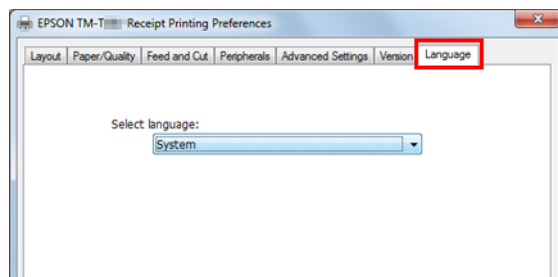 EPSON TM-T Receipt Printing Preferences
Layout Paper/Quality Feed and Cut Peripherals Advanced Settings Version Language
Select language:
System